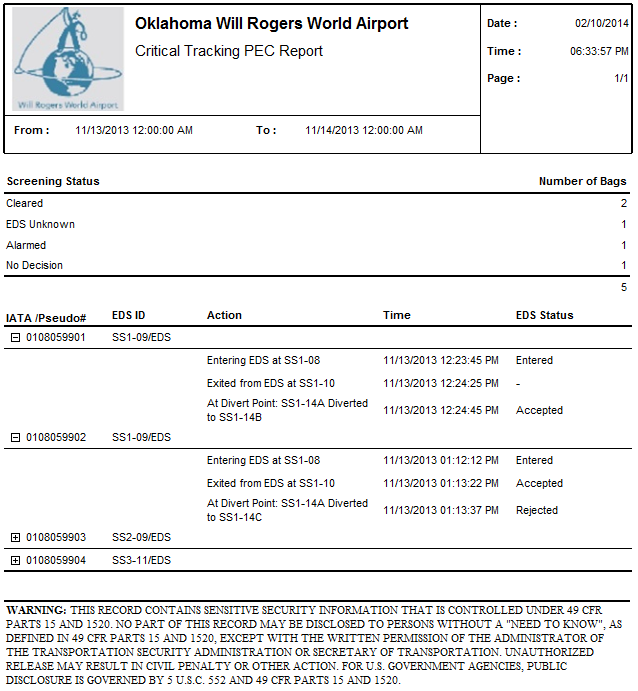 Oklahoma Will Rogers World Airport
Critical Tracking PEC Report
Will Rogers World Airport
Date : 02/10/2014
Time : 06:33:57 PM
Page : 1/1
From : 11/13/2013 12:00:00 AM To : 11/14/2013 12:00:00 AM
Screening Status Number of Bags
Cleared 2
EDS Unknown 1
Alarmed 1
No Decision 1
5
IATA /Pseudo# EDS ID Action Time EDS Status
0108059901 SS1-09/EDS
Entering EDS at SS1-08 11/13/2013 12:23:45 PM Entered
Exited from EDS at SS1-10 11/13/2013 12:24:25 PM -
At Divert Point: SS1-14A Diverted
to SS1-14B 11/13/2013 12:24:45 PM Accepted
0108059902 SS1-09/EDS
Entering EDS at SS1-08 11/13/2013 01:12:12 PM Entered
Exited from EDS at SS1-10 11/13/2013 01:13:22 PM Accepted
At Divert Point: SS1-14A Diverted
to SS1-14C 11/13/2013 01:13:37 PM Rejected
0108059903 SS2-09/EDS
0108059904 SS3-11/EDS
WARNING: THIS RECORD CONTAINS SENSITIVE SECURITY INFORMATION THAT IS CONTROLLED UNDER 49 CFR
PARTS 15 AND 1520. NO PART OF THIS RECORD MAY BE DISCLOSED TO PERSONS WITHOUT A "NEED TO KNOW", AS
DEFINED IN 49 CFR PARTS 15 AND 1520, EXCEPT WITH THE WRITTEN PERMISSION OF THE ADMINISTRATOR OF
THE TRANSPORTATION SECURITY ADMINISTRATION OR SECRETARY OF TRANSPORTATION. UNAUTHORIZED
RELEASE MAY RESULT IN CIVIL PENALTY OR OTHER ACTION. FOR U.S. GOVERNMENT AGENCIES, PUBLIC
DISCLOSURE IS GOVERNED BY 5 U.S.C. 552 AND 49 CFR PARTS 15 AND 1520.